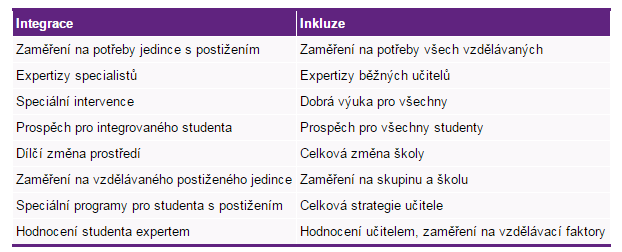 Integrace Inkluze
Zaměření na potřeby jedince s postižením Zaměření na potřeby všech vzdělávaných
Expertizy specialistů Expertizy běžných učitelů
Speciální intervence Dobrá výuka pro všechny
Prospěch pro integrovaného studenta Prospěch pro všechny studenty
Dílčí změna prostředí Celková změna školy
Zaměření na vzdělávaného postiženého jedince Zaměření na skupinu a školu
Speciální programy pro studenta s postižením Celková strategie učitele
Hodnocení studenta expertem Hodnocení učitelem, zaměření na vzdělávací faktory